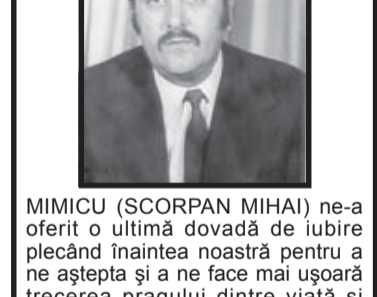 MIMICU (SCORPAN MIHAI) ne-a
oferit o ultimă dovadă de iubire
plecând înaintea noastră pentru a
ne aştepta şi a ne face mai uşoară
trecerea pragului dintre viaţă şi